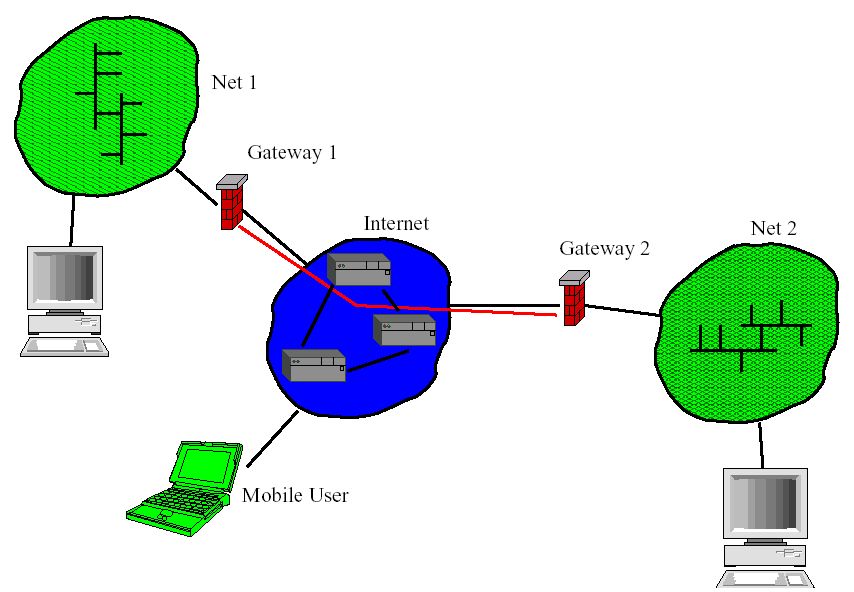 Net 1
Gateway 1
Internet
Net 2
Gateway 2
Mobile User